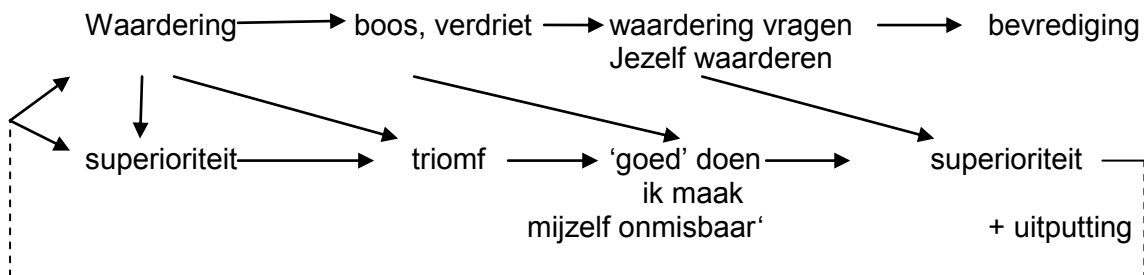 Waardering boos, verdriet waardering vragen bevrediging
Jezelf waarderen
superioriteit triomf ‘goed’ doen superioriteit
ik maak
mijzelf onmisbaar‘ + uitputting